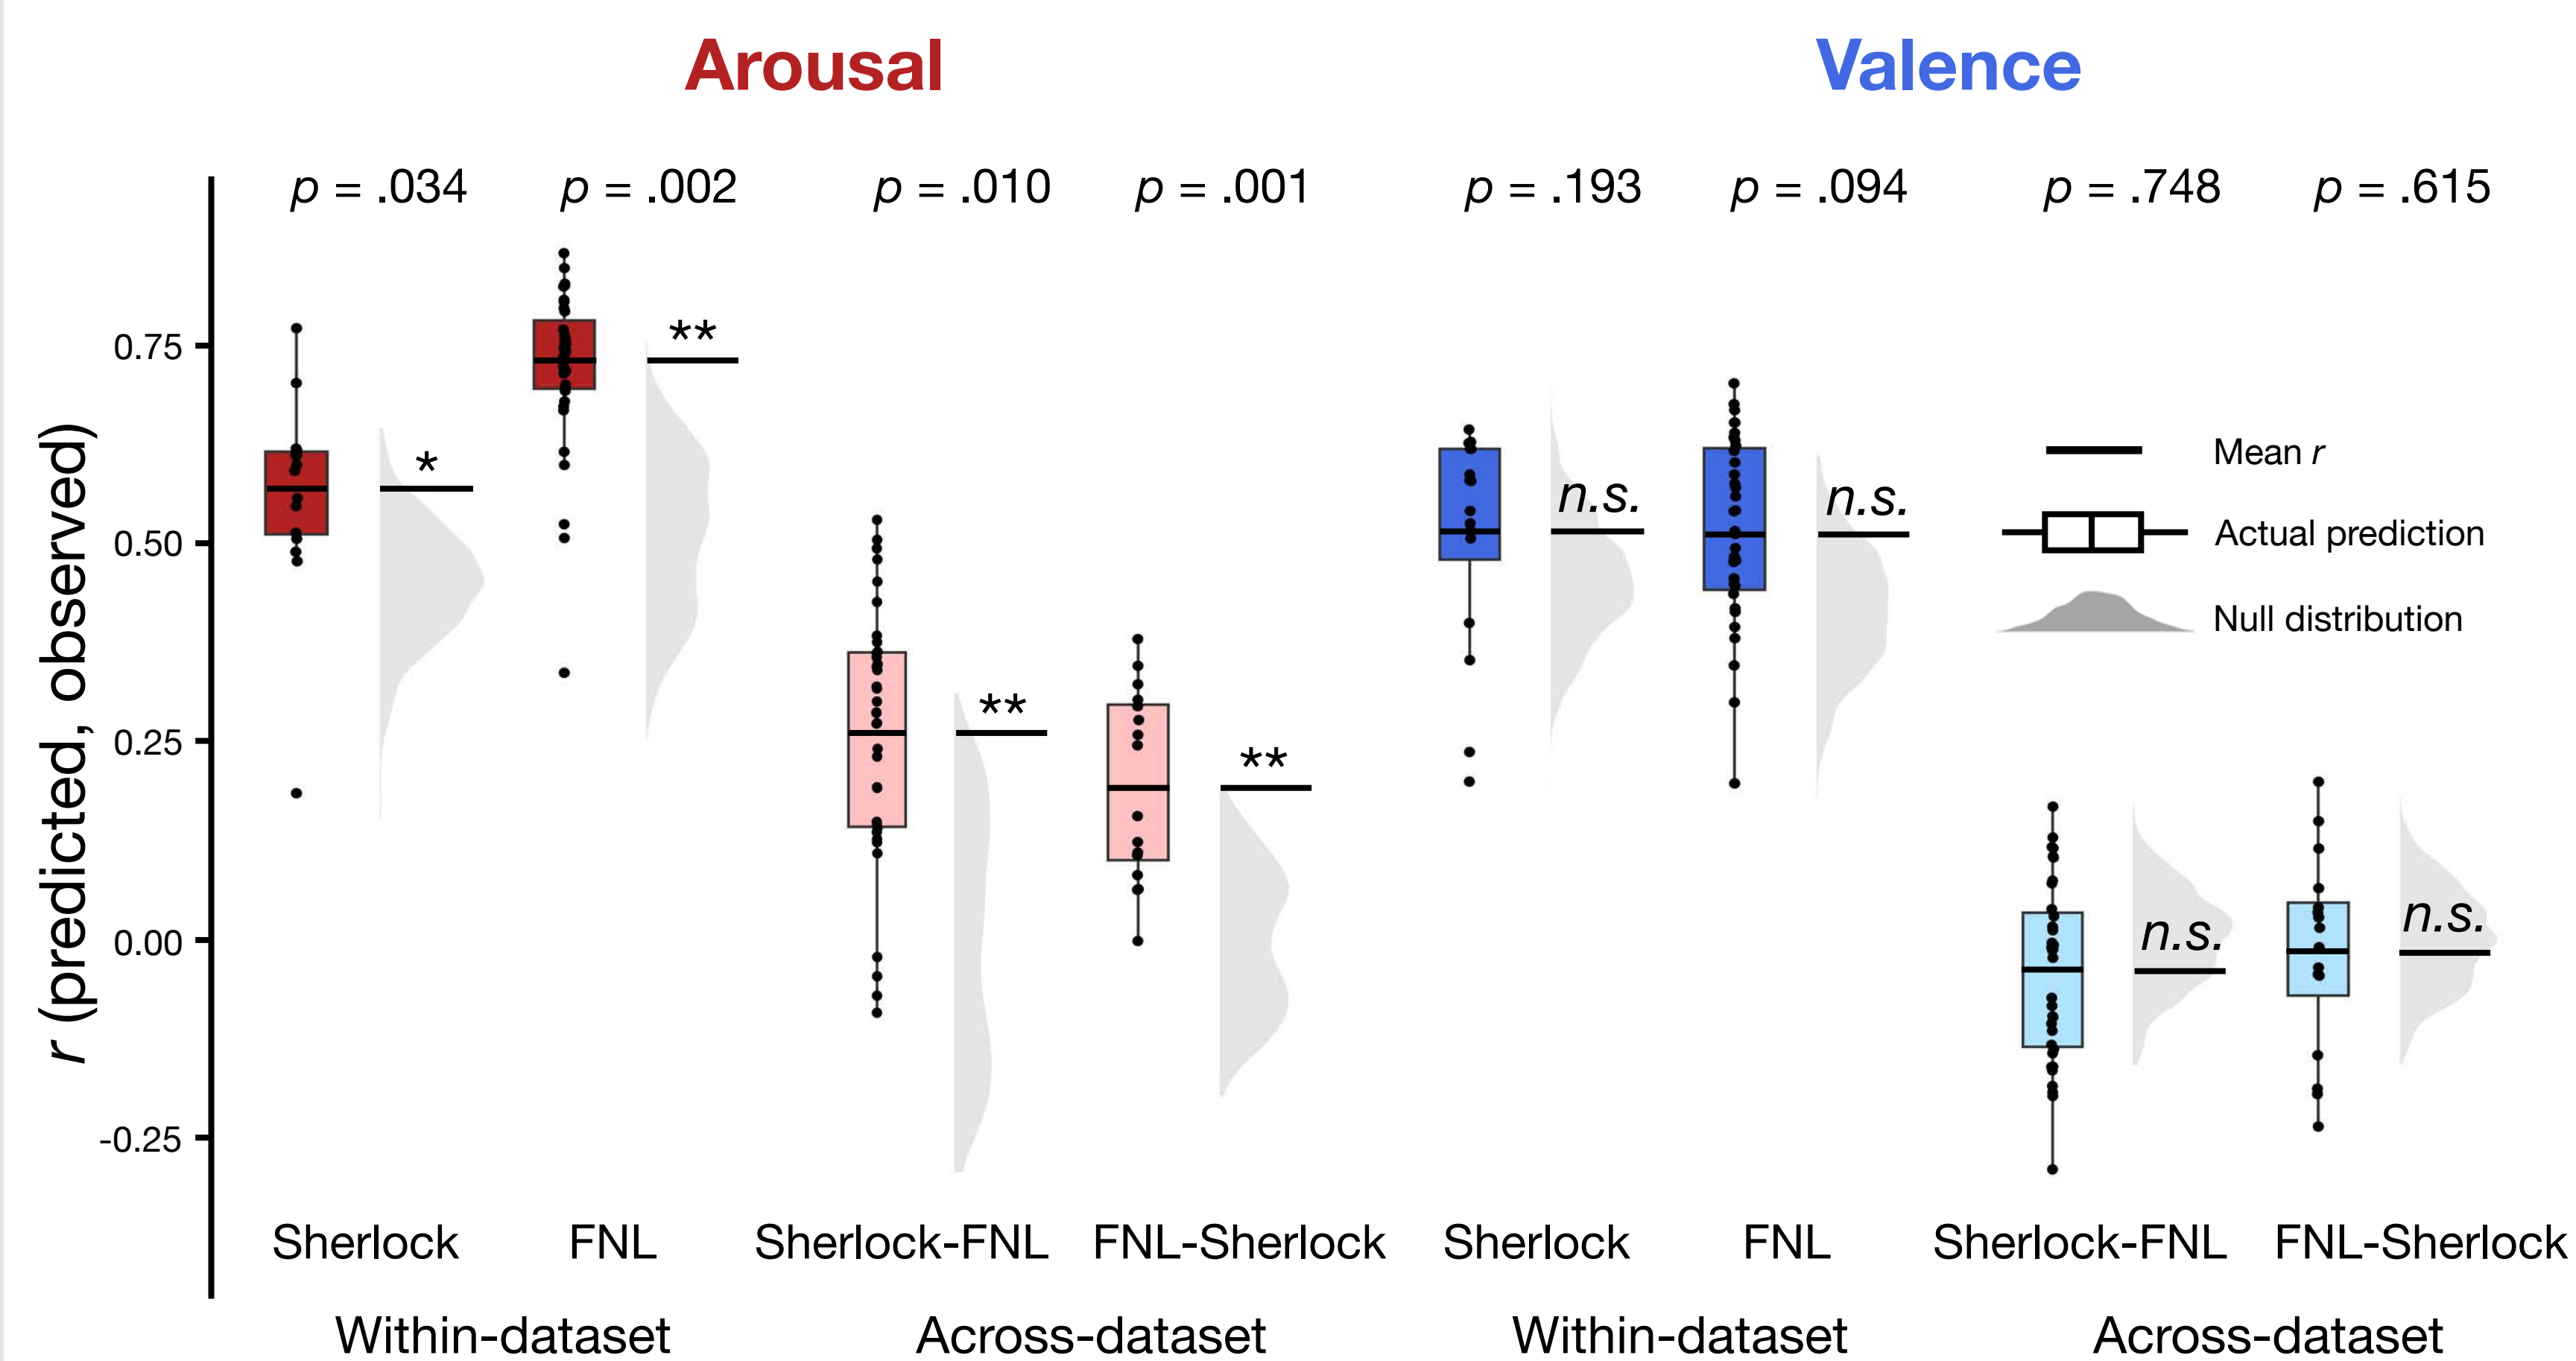 Arousal
Valence
p = .034
p = .002
p = .010
p = .001
p = .193
p = .094
p = .748
p = .615
r (predicted, observed)
0.75
0.50
0.25
0.00
-0.25
*
**
**
**
n.s.
n.s.
n.s.
n.s.
Mean r
Actual prediction
Null distribution
Sherlock
FNL
Sherlock-FNL
FNL-Sherlock
Sherlock
FNL
Sherlock-FNL
FNL-Sherlock
Within-dataset
Across-dataset
Within-dataset
Across-dataset